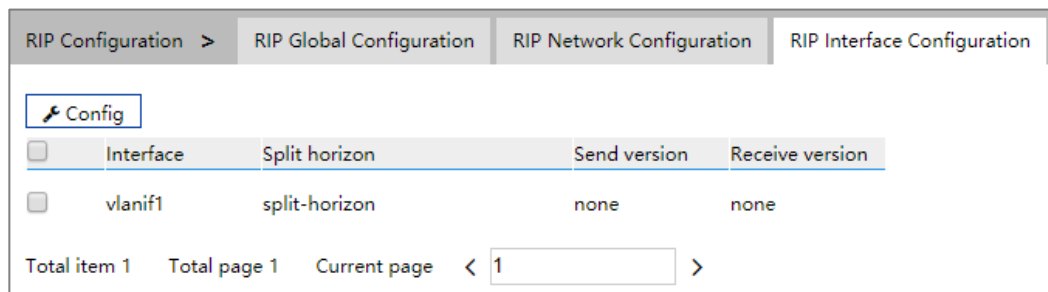 RIP Configuration > RIP Global Configuration RIP Network Configuration RIP Interface Configuration
Config
Interface Split horizon Send version Receive version
vlanif1 split-horizon none none
Total item 1 Total page 1 Current page < 1 >